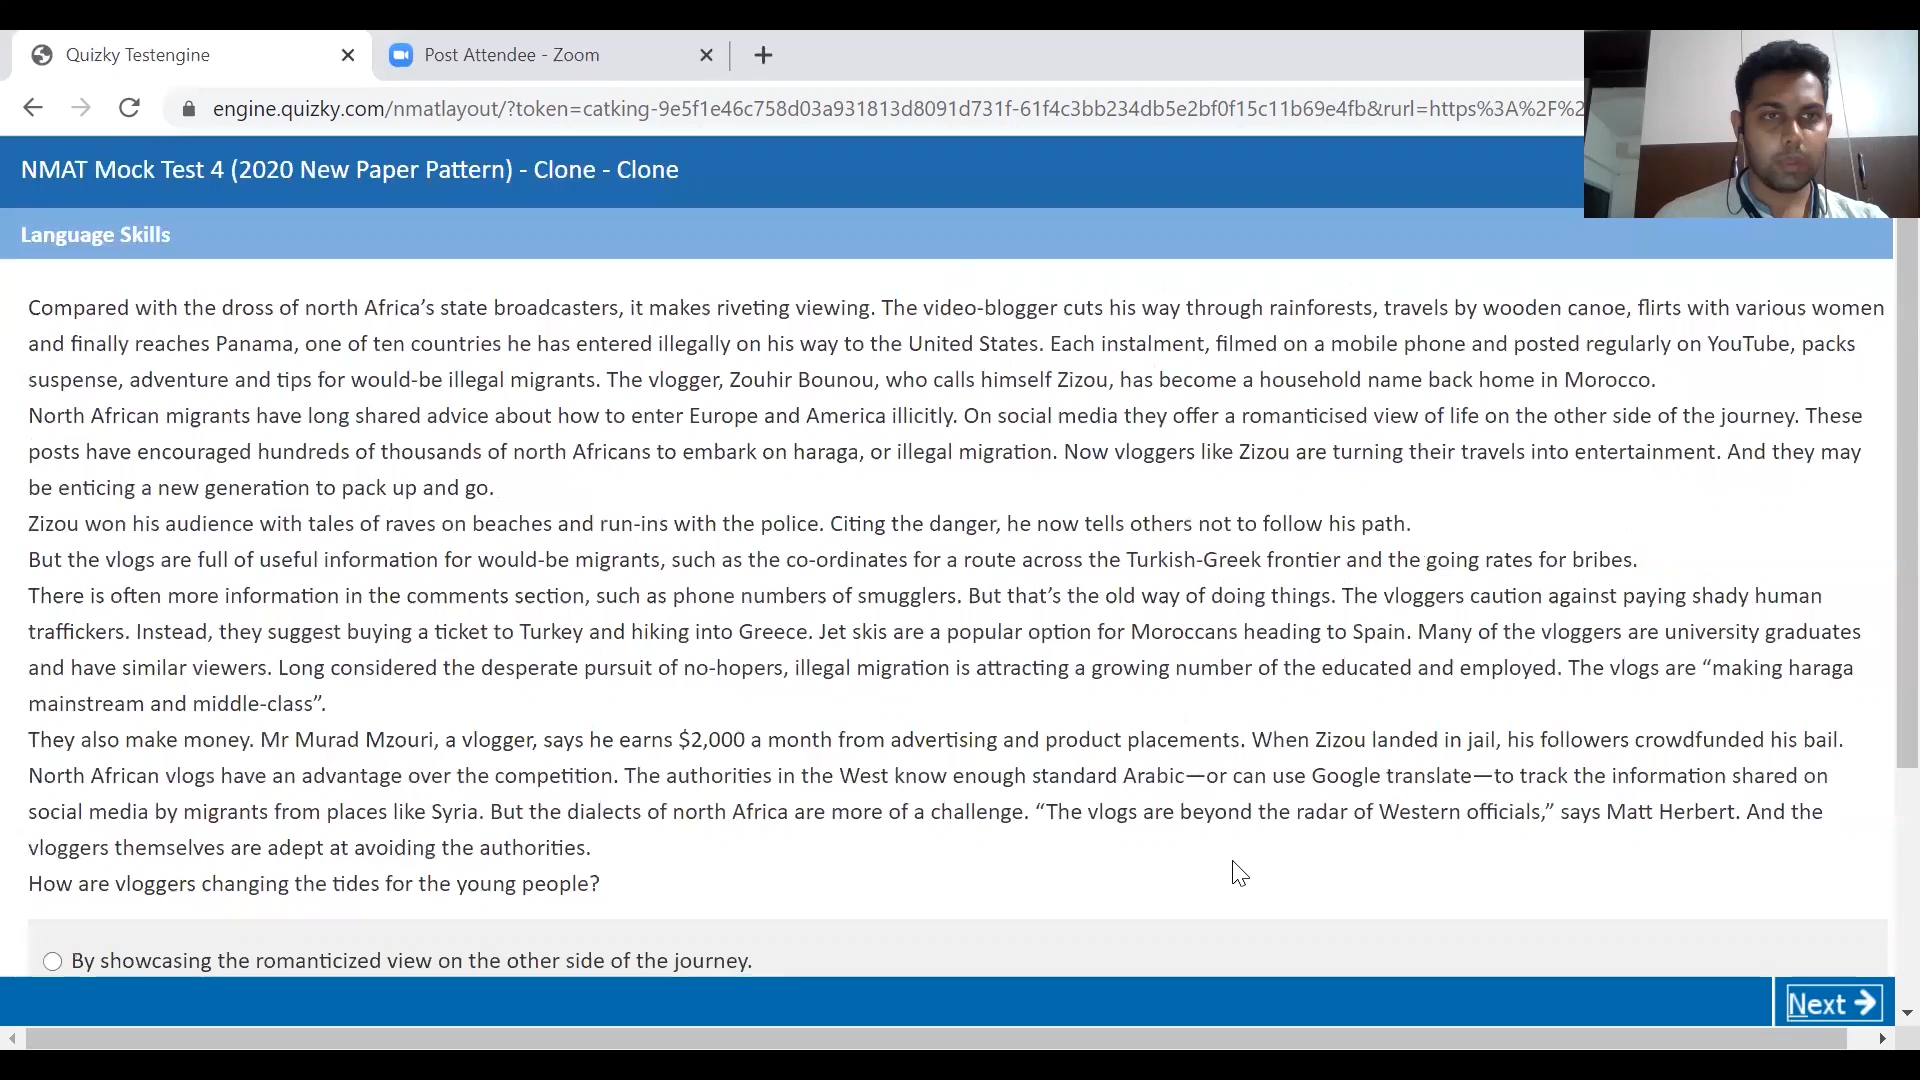 Quizky Testengine
Post Attendee - Zoom
engine.quizky.com/nmatlayout/?token=catking-9e5f1e46c758d03a931813d8091d731f-61f4c3bb234db5e2bf0f15c11b69e4fb&rurl=https%3A%2F%2
NMAT Mock Test 4 (2020 New Paper Pattern) - Clone - Clone
Language Skills
Compared with the dross of north Africa’s state broadcasters, it makes riveting viewing. The video-blogger cuts his way through rainforests, travels by wooden canoe, flirts with various women
and finally reaches Panama, one of ten countries he has entered illegally on his way to the United States. Each instalment, filmed on a mobile phone and posted regularly on YouTube, packs
suspense, adventure and tips for would-be illegal migrants. The vlogger, Zouhir Bounou, who calls himself Zizou, has become a household name back home in Morocco.
North African migrants have long shared advice about how to enter Europe and America illicitly. On social media they offer a romanticised view of life on the other side of the journey. These
posts have encouraged hundreds of thousands of north Africans to embark on haraga, or illegal migration. Now vloggers like Zizou are turning their travels into entertainment. And they may
be enticing a new generation to pack up and go.
Zizou won his audience with tales of raves on beaches and run-ins with the police. Citing the danger, he now tells others not to follow his path.
But the vlogs are full of useful information for would-be migrants, such as the co-ordinates for a route across the Turkish-Greek frontier and the going rates for bribes.
There is often more information in the comments section, such as phone numbers of smugglers. But that’s the old way of doing things. The vloggers caution against paying shady human
traffickers. Instead, they suggest buying a ticket to Turkey and hiking into Greece. Jet skis are a popular option for Moroccans heading to Spain. Many of the vloggers are university graduates
and have similar viewers. Long considered the desperate pursuit of no-hopers, illegal migration is attracting a growing number of the educated and employed. The vlogs are “making haraga
mainstream and middle-class”.
They also make money. Mr Murad Mzouri, a vlogger, says he earns $2,000 a month from advertising and product placements. When Zizou landed in jail, his followers crowdfunded his bail.
North African vlogs have an advantage over the competition. The authorities in the West know enough standard Arabic—or can use Google translate—to track the information shared on
social media by migrants from places like Syria. But the dialects of north Africa are more of a challenge. “The vlogs are beyond the radar of Western officials,” says Matt Herbert. And the
vloggers themselves are adept at avoiding the authorities.
How are vloggers changing the tides for the young people?
By showcasing the romanticized view on the other side of the journey.
Next